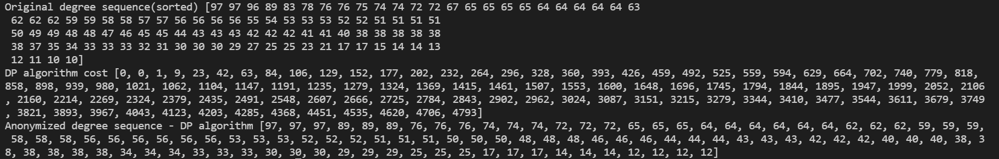 Original degree sequence(sorted) [97 97 96 89 83 78 76 76 75 74 74 72 72 67 65 65 65 65 64 64 64 64 64 63
62 62 62 59 59 58 58 57 57 56 56 56 56 55 54 53 53 53 52 52 51 51 51 51
50 49 49 48 48 47 46 45 45 44 43 43 43 42 42 42 41 41 40 38 38 38 38 38
38 37 35 34 33 33 33 32 31 30 30 30 29 27 25 25 23 21 17 17 15 14 14 13
12 11 10 10]
DP algorithm cost [0, 0, 1, 9, 23, 42, 63, 84, 106, 129, 152, 177, 202, 232, 264, 296, 328, 360, 393, 426, 459, 492, 525, 559, 594, 629, 664, 702, 740, 779, 818,
858, 898, 939, 980, 1021, 1062, 1104, 1147, 1191, 1235, 1279, 1324, 1369, 1415, 1461, 1507, 1553, 1600, 1648, 1696, 1745, 1794, 1844, 1895, 1947, 1999, 2052, 2106
, 2160, 2214, 2269, 2324, 2379, 2435, 2491, 2548, 2607, 2666, 2725, 2784, 2843, 2902, 2962, 3024, 3087, 3151, 3215, 3279, 3344, 3410, 3477, 3544, 3611, 3679, 3749
, 3821, 3893, 3967, 4043, 4123, 4203, 4285, 4368, 4451, 4535, 4620, 4706, 4793]
Anonymized degree sequence - DP algorithm [97, 97, 97, 89, 89, 89, 76, 76, 76, 74, 74, 74, 72, 72, 72, 65, 65, 65, 64, 64, 64, 64, 64, 64, 62, 62, 62, 59, 59, 59,
58, 58, 58, 56, 56, 56, 56, 56, 56, 53, 53, 53, 52, 52, 52, 51, 51, 51, 50, 50, 50, 48, 48, 48, 46, 46, 46, 44, 44, 44, 43, 43, 43, 42, 42, 42, 40, 40, 40, 38, 3
8, 38, 38, 38, 38, 34, 34, 34, 33, 33, 33, 30, 30, 30, 29, 29, 29, 25, 25, 25, 17, 17, 17, 14, 14, 14, 12, 12, 12, 12]